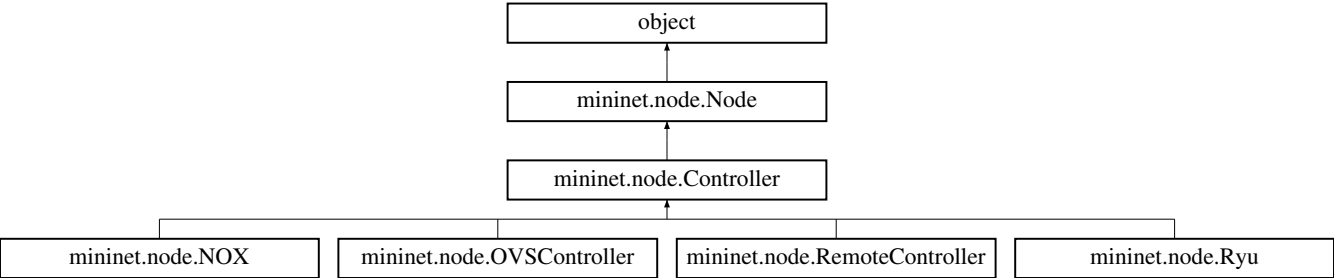 object
mininet.node.Node
mininet.node.Controller
mininet.node.NOX
mininet.node.OVSController
mininet.node.RemoteController
mininet.node.Ryu